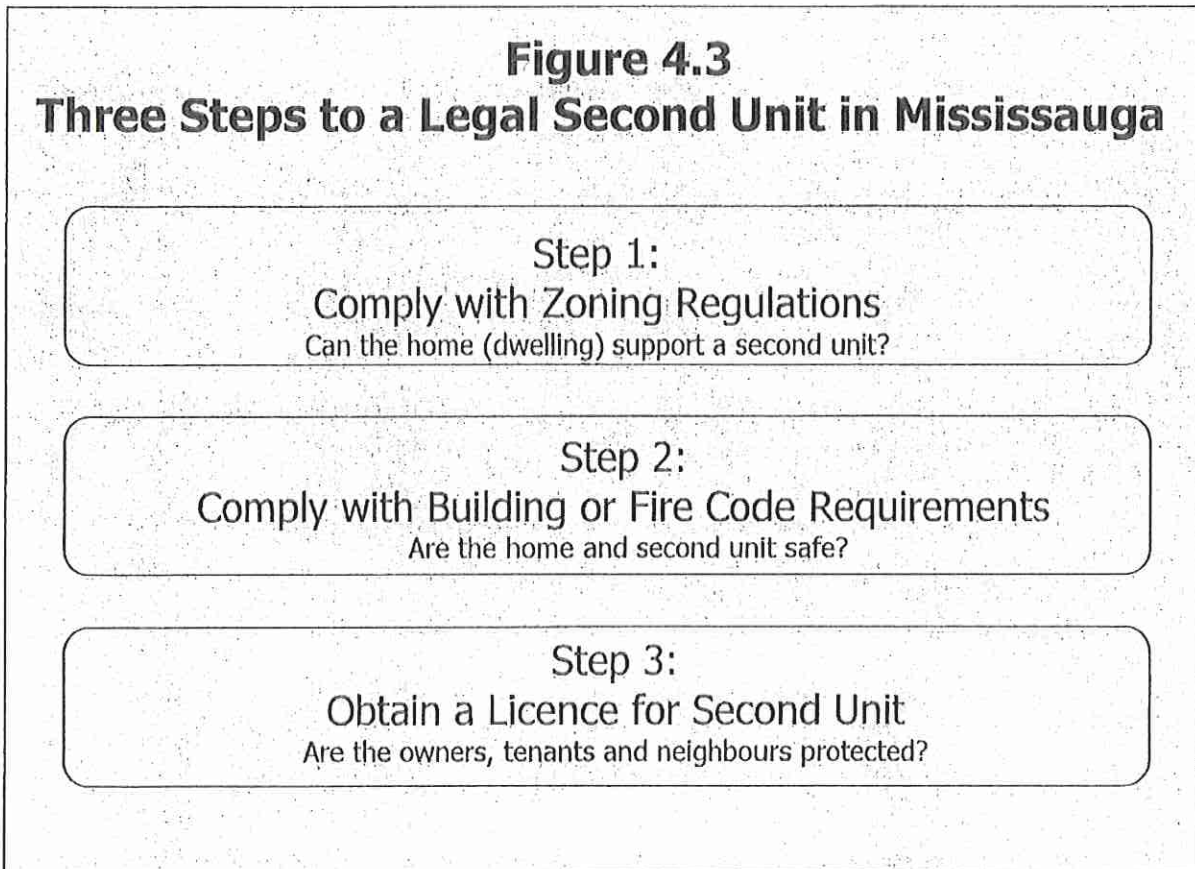 Figure 4.3
Three Steps to a Legal Second Unit in Mississauga
Step 1:
Comply with Zoning Regulations
Can the home (dwelling) support a second unit?
Step 2:
Comply with Building or Fire Code Requirements
Are the home and second unit safe?
Step 3:
Obtain a Licence for Second Unit
Are the owners, tenants and neighbours protected?